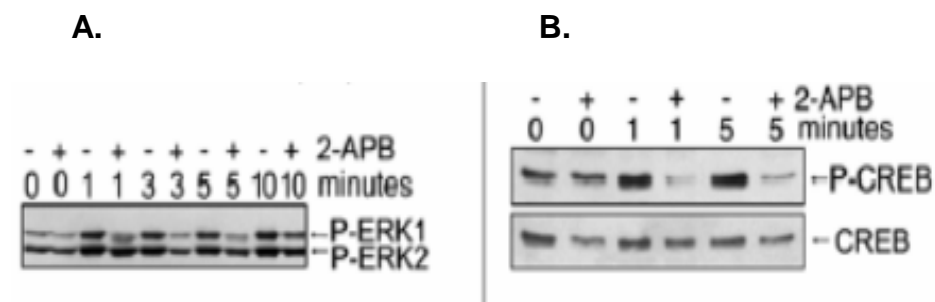 A.
- + - + - + - + - + 2-APB
0 0 1 1 3 3 5 5 10 10 minutes
←P-ERK1
←P-ERK2
B.
- + - + - + 2-APB
0 0 1 1 5 5 minutes
←P-CREB
←CREB